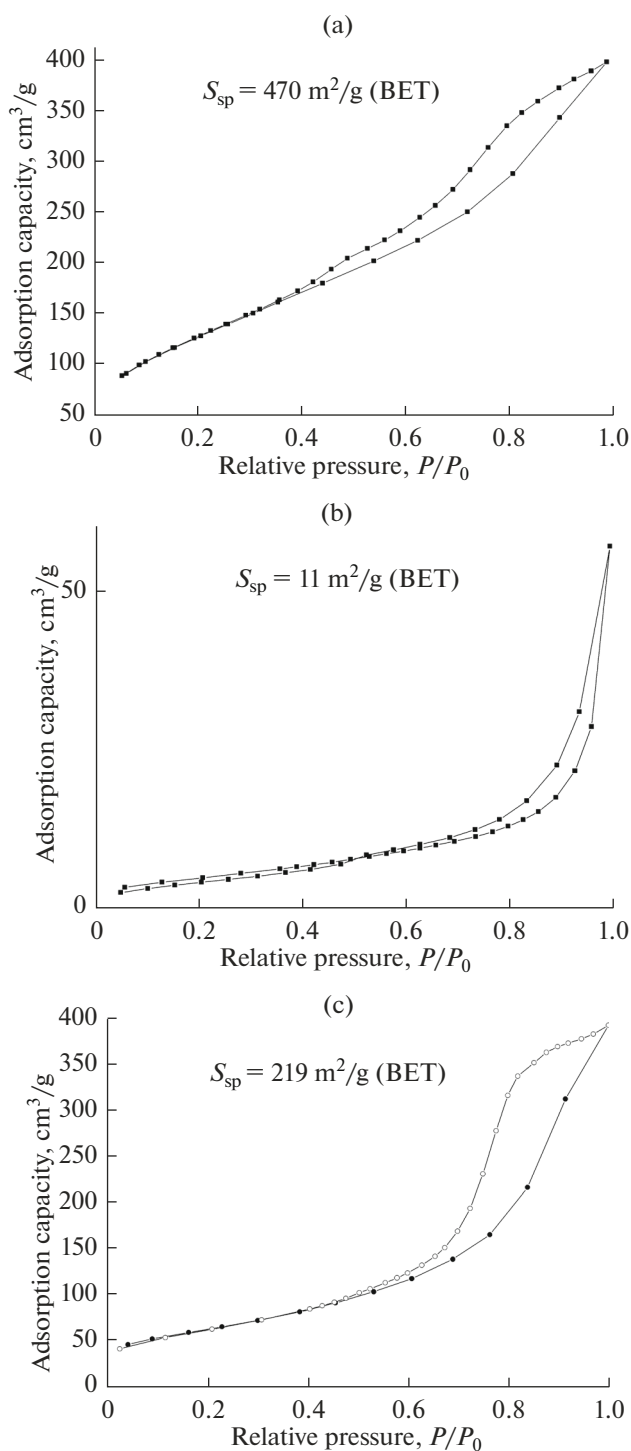 (a)
Adsorption capacity, cm³/g
400
350
300
250
200
150
100
50
S_sp = 470 m²/g (BET)
0 0.2 0.4 0.6 0.8 1.0
Relative pressure, P/P₀
(b)
Adsorption capacity, cm³/g
50
0
S_sp = 11 m²/g (BET)
0 0.2 0.4 0.6 0.8 1.0
Relative pressure, P/P₀
(c)
Adsorption capacity, cm³/g
400
350
300
250
200
150
100
50
0
S_sp = 219 m²/g (BET)
0.2 0.4 0.6 0.8 1.0
Relative pressure, P/P₀